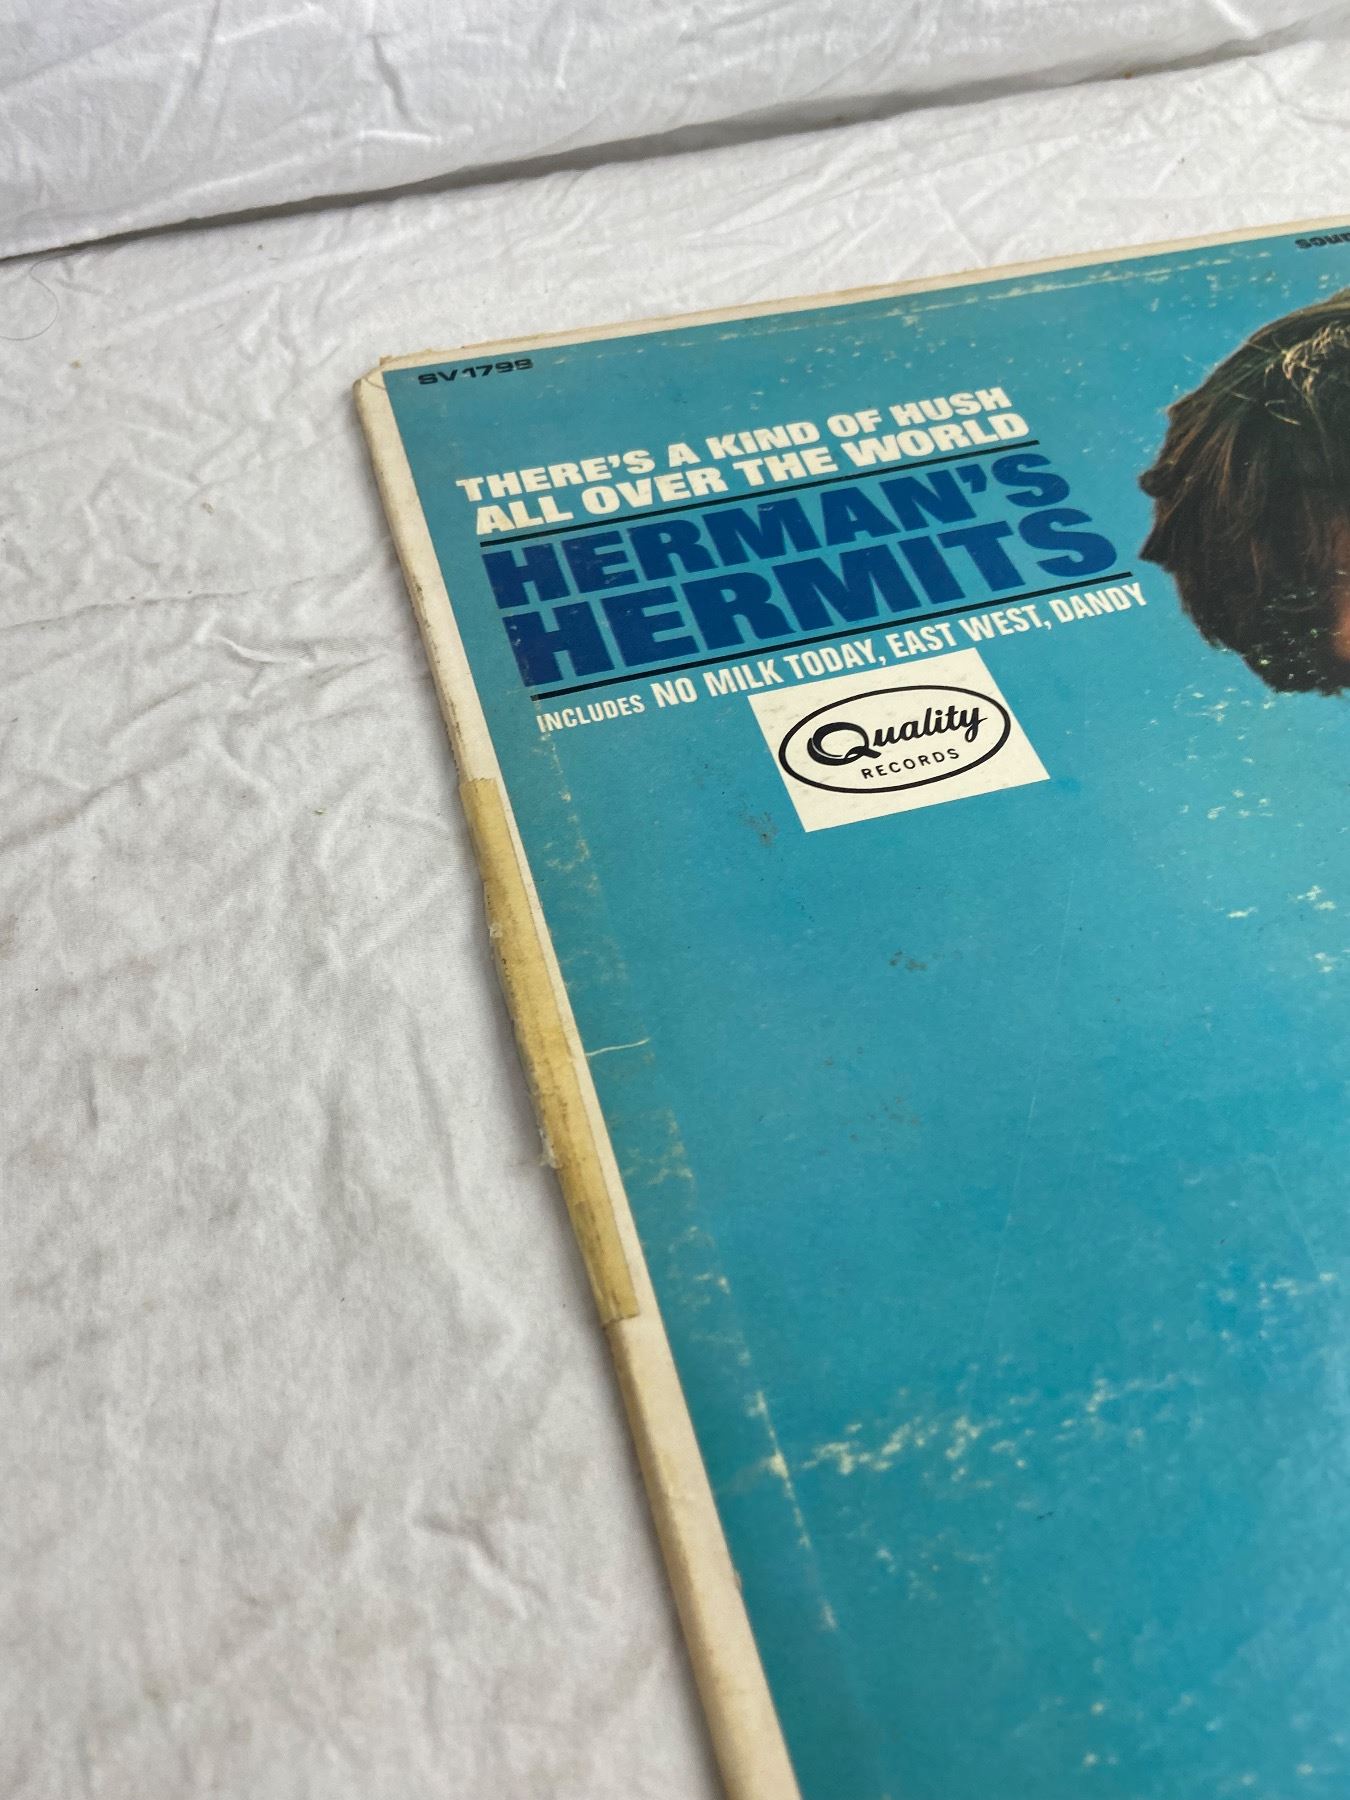 SV1799
THERE'S A KIND OF HUSH
ALL OVER THE WORLD
HERMAN'S
HERMITS
INCLUDES NO MILK TODAY, EAST WEST, DANDY
Quality
RECORDS